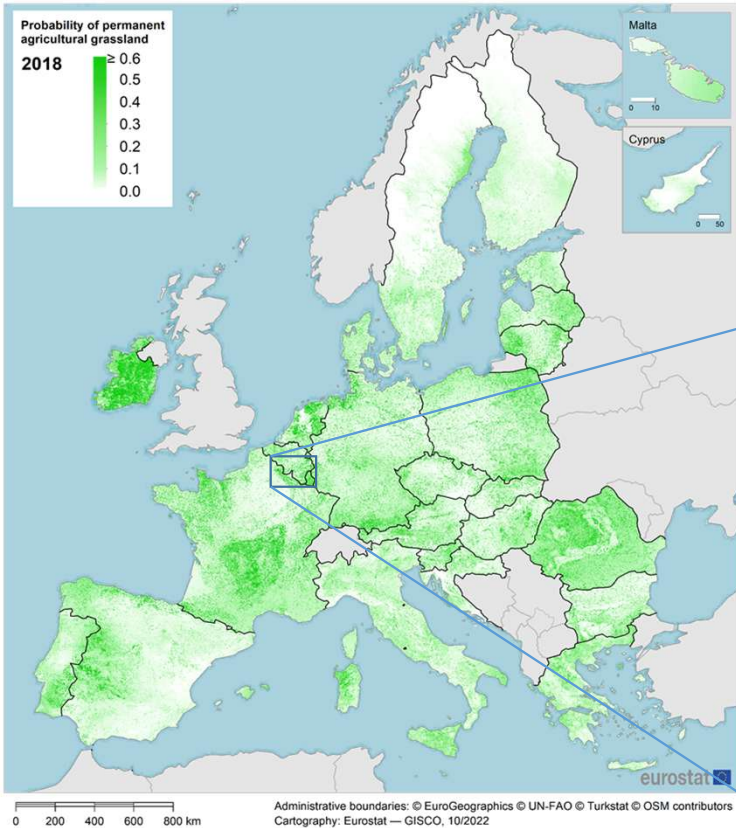 Probability of permanent
agricultural grassland
2018
≥ 0.6
0.5
0.4
0.3
0.2
0.1
0.0
Malta
0 10
Cyprus
0 50
eurostat
0 200 400 600 800 km
Administrative boundaries: © EuroGeographics © UN-FAO © Turkstat © OSM contributors
Cartography: Eurostat — GISCO, 10/2022